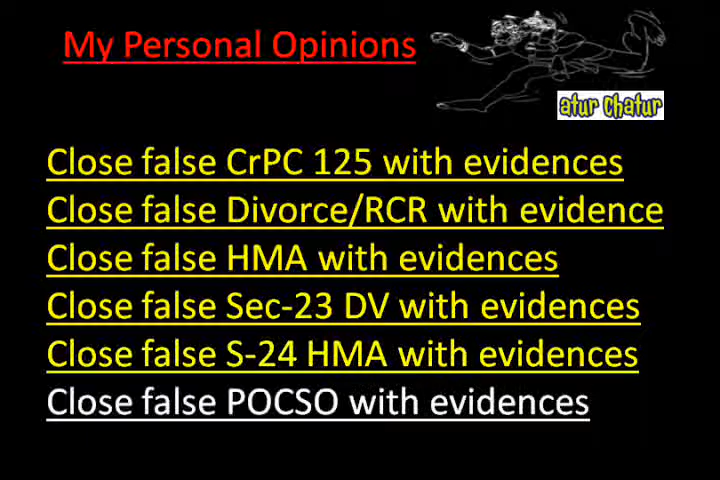 My Personal Opinions
atur Chatur
Close false CrPC 125 with evidences
Close false Divorce/RCR with evidence
Close false HMA with evidences
Close false Sec-23 DV with evidences
Close false S-24 HMA with evidences
Close false POCSO with evidences